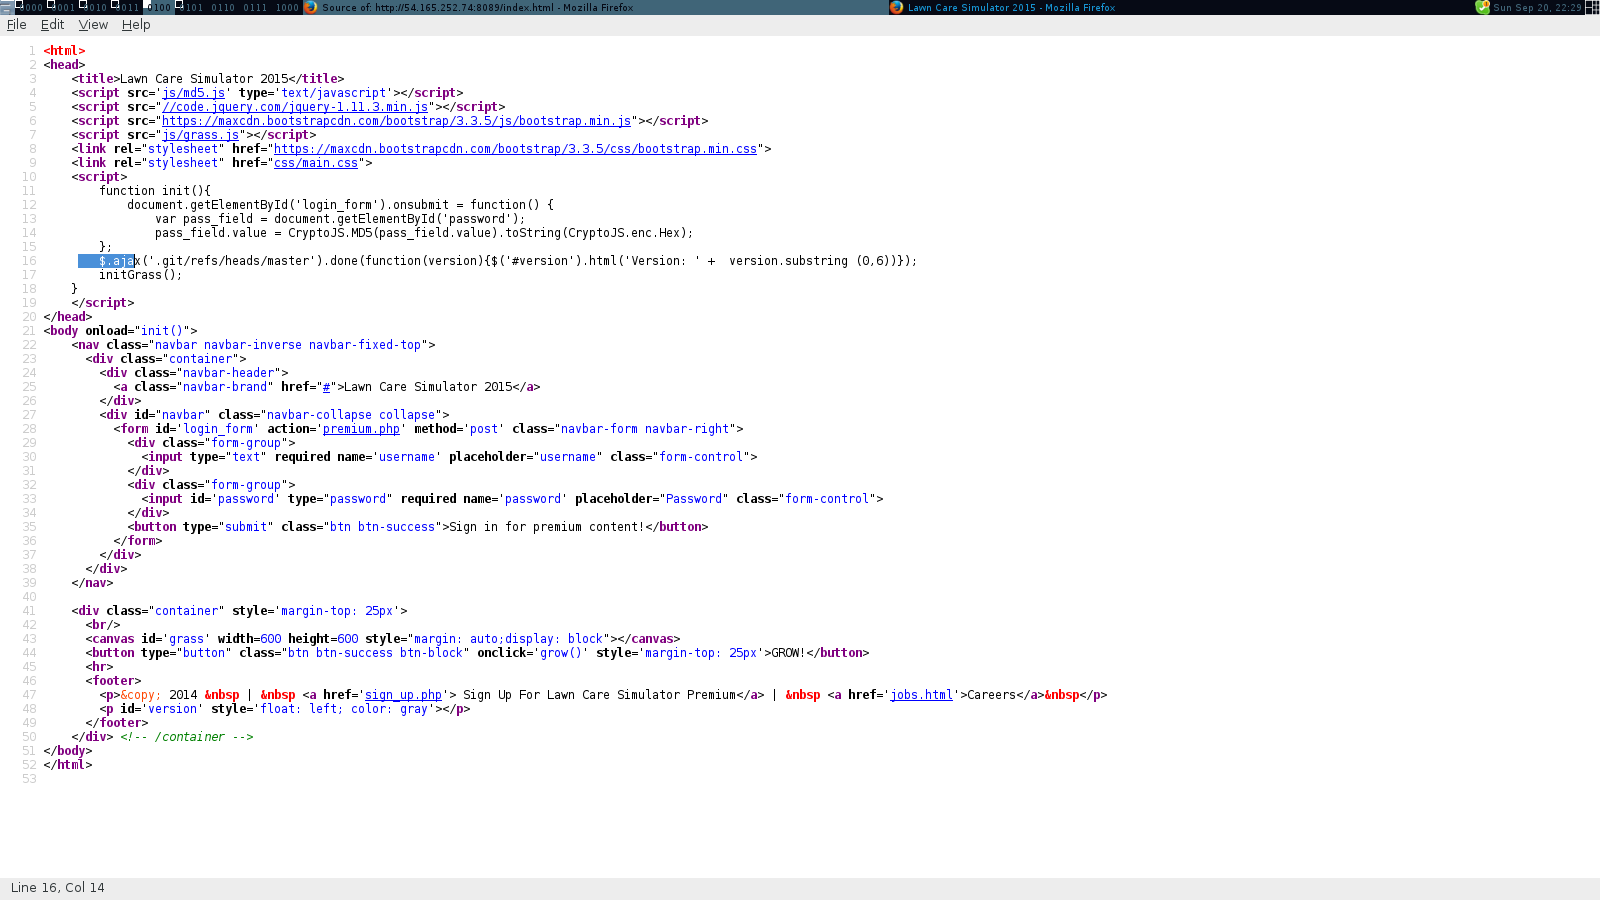 0000 0001 0010 0011 0100 0101 0110 0111 1000 Source of: http://54.165.252.74:8089/index.html - Mozilla Firefox Lawn Care Simulator 2015 - Mozilla Firefox Sun Sep 20, 22:29
File Edit View Help
1 <html>
2 <head>
3 <title>Lawn Care Simulator 2015</title>
4 <script src='js/md5.js' type='text/javascript'></script>
5 <script src="//code.jquery.com/jquery-1.11.3.min.js"></script>
6 <script src="https://maxcdn.bootstrapcdn.com/bootstrap/3.3.5/js/bootstrap.min.js"></script>
7 <script src="js/grass.js"></script>
8 <link rel="stylesheet" href="https://maxcdn.bootstrapcdn.com/bootstrap/3.3.5/css/bootstrap.min.css">
9 <link rel="stylesheet" href="css/main.css">
10 <script>
11 function init(){
12 document.getElementById('login_form').onsubmit = function() {
13 var pass_field = document.getElementById('password');
14 pass_field.value = CryptoJS.MD5(pass_field.value).toString(CryptoJS.enc.Hex);
15 };
16 $.ajax('.git/refs/heads/master').done(function(version){$('#version').html('Version: ' +  version.substring (0,6))});
17 initGrass();
18 }
19 </script>
20 </head>
21 <body onload="init()">
22 <nav class="navbar navbar-inverse navbar-fixed-top">
23 <div class="container">
24 <div class="navbar-header">
25 <a class="navbar-brand" href="#">Lawn Care Simulator 2015</a>
26 </div>
27 <div id="navbar" class="navbar-collapse collapse">
28 <form id='login_form' action='premium.php' method='post' class="navbar-form navbar-right">
29 <div class="form-group">
30 <input type="text" required name='username' placeholder="username" class="form-control">
31 </div>
32 <div class="form-group">
33 <input id='password' type="password" required name='password' placeholder="Password" class="form-control">
34 </div>
35 <button type="submit" class="btn btn-success">Sign in for premium content!</button>
36 </form>
37 </div>
38 </div>
39 </nav>
40
41 <div class="container" style='margin-top: 25px'>
42 <br/>
43 <canvas id='grass' width=600 height=600 style="margin: auto;display: block"></canvas>
44 <button type="button" class="btn btn-success btn-block" onclick='grow()' style='margin-top: 25px'>GROW!</button>
45 <hr>
46 <footer>
47 <p>&copy; 2014 &nbsp | &nbsp <a href='sign_up.php'> Sign Up For Lawn Care Simulator Premium</a> | &nbsp <a href='jobs.html'>Careers</a>&nbsp</p>
48 <p id='version' style='float: left; color: gray'></p>
49 </footer>
50 </div> <!-- /container -->
51 </body>
52 </html>
53
Line 16, Col 14